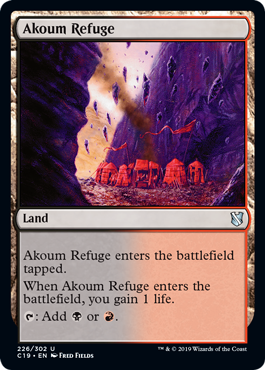 Akoum Refuge
Land
Akoum Refuge enters the battlefield
tapped.
When Akoum Refuge enters the
battlefield, you gain 1 life.
: Add or .
226/302 U
C19 • EN FRED FIELDS
™ & © 2019 Wizards of the Coast